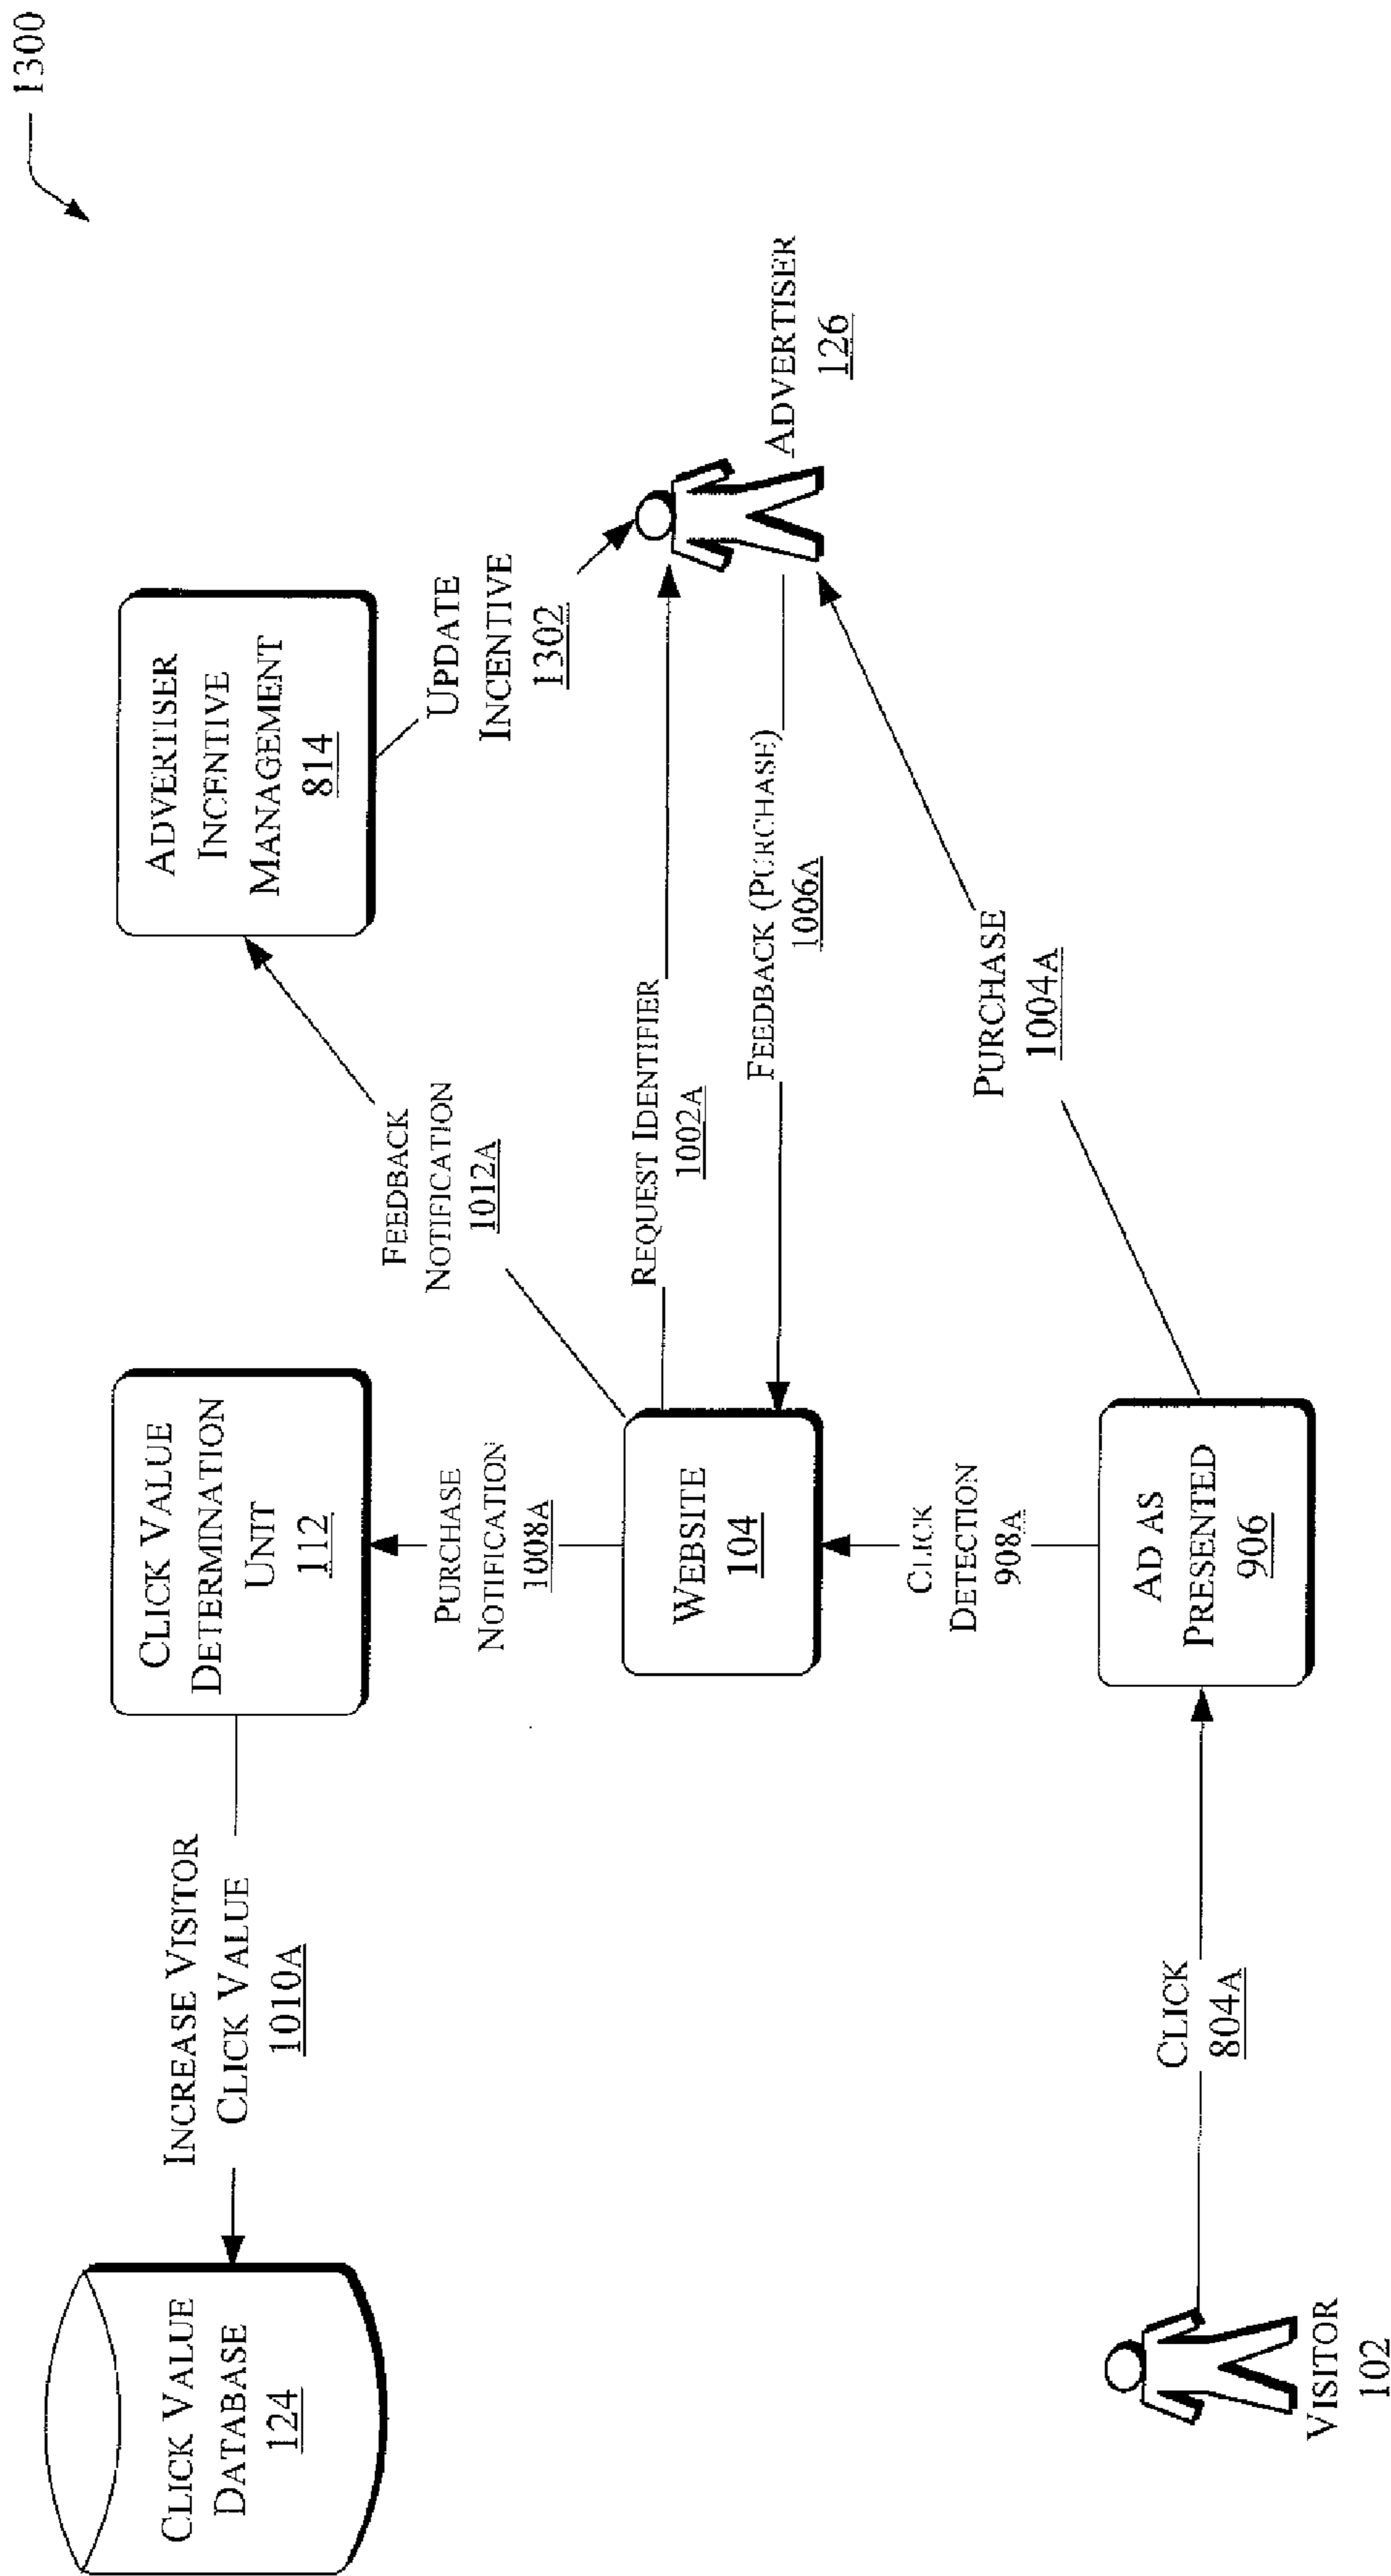 1300
CLICK VALUE
DATABASE
124
INCREASE VISITOR
CLICK VALUE
1010A
CLICK VALUE
DETERMINATION
UNIT
112
ADVERTISER
INCENTIVE
MANAGEMENT
814
PURCHASE
NOTIFICATION
1008A
FEEDBACK
NOTIFICATION
1012A
UPDATE
INCENTIVE
1302
WEBSITE
104
REQUEST IDENTIFIER
1002A
FEEDBACK (PURCHASE)
1006A
ADVERTISER
126
CLICK
DETECTION
908A
PURCHASE
1004A
VISITOR
102
CLICK
804A
AD AS
PRESENTED
906